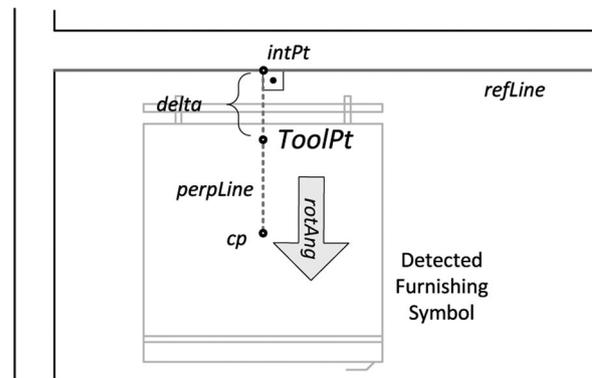 intPt
refLine
delta
ToolPt
perpLine
rotAng
cp
Detected
Furnishing
Symbol